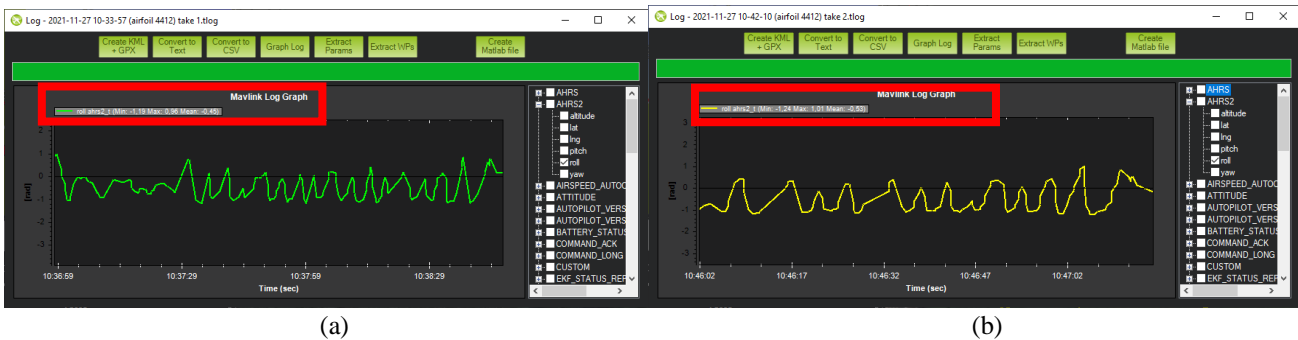 Log - 2021-11-27 10-33-57 (airfoil 4412) take 1.tlog
Create KML + GPX
Convert to Text
Convert to CSV
Graph Log
Extract Params
Extract WPs
Create Matlab file
Mavlink Log Graph
roll ahrs2_t (Min: -1,19 Max: 0,96 Mean: -0,45)
2
1
0
-1
-2
-3
[rad]
10:36:59
10:37:29
10:37:59
10:38:29
Time (sec)
AHRS
AHRS2
altitude
lat
lng
pitch
roll
yaw
AIRSPEED_AUTOC
ATTITUDE
AUTOPILOT_VERS
AUTOPILOT_VERS
BATTERY_STATUS
COMMAND_ACK
COMMAND_LONG
CUSTOM
EKF_STATUS_REF
(a)
Log - 2021-11-27 10-42-10 (airfoil 4412) take 2.tlog
Create KML + GPX
Convert to Text
Convert to CSV
Graph Log
Extract Params
Extract WPs
Create Matlab file
Mavlink Log Graph
roll ahrs2_t (Min: -1,24 Max: 1,01 Mean: -0,53)
3
2
1
0
-1
-2
-3
[rad]
10:46:02
10:46:17
10:46:32
10:46:47
10:47:02
Time (sec)
AHRS
AHRS2
altitude
lat
lng
pitch
roll
yaw
AIRSPEED_AUTOC
ATTITUDE
AUTOPILOT_VERS
AUTOPILOT_VERS
BATTERY_STATUS
COMMAND_ACK
COMMAND_LONG
CUSTOM
EKF_STATUS_REF
(b)